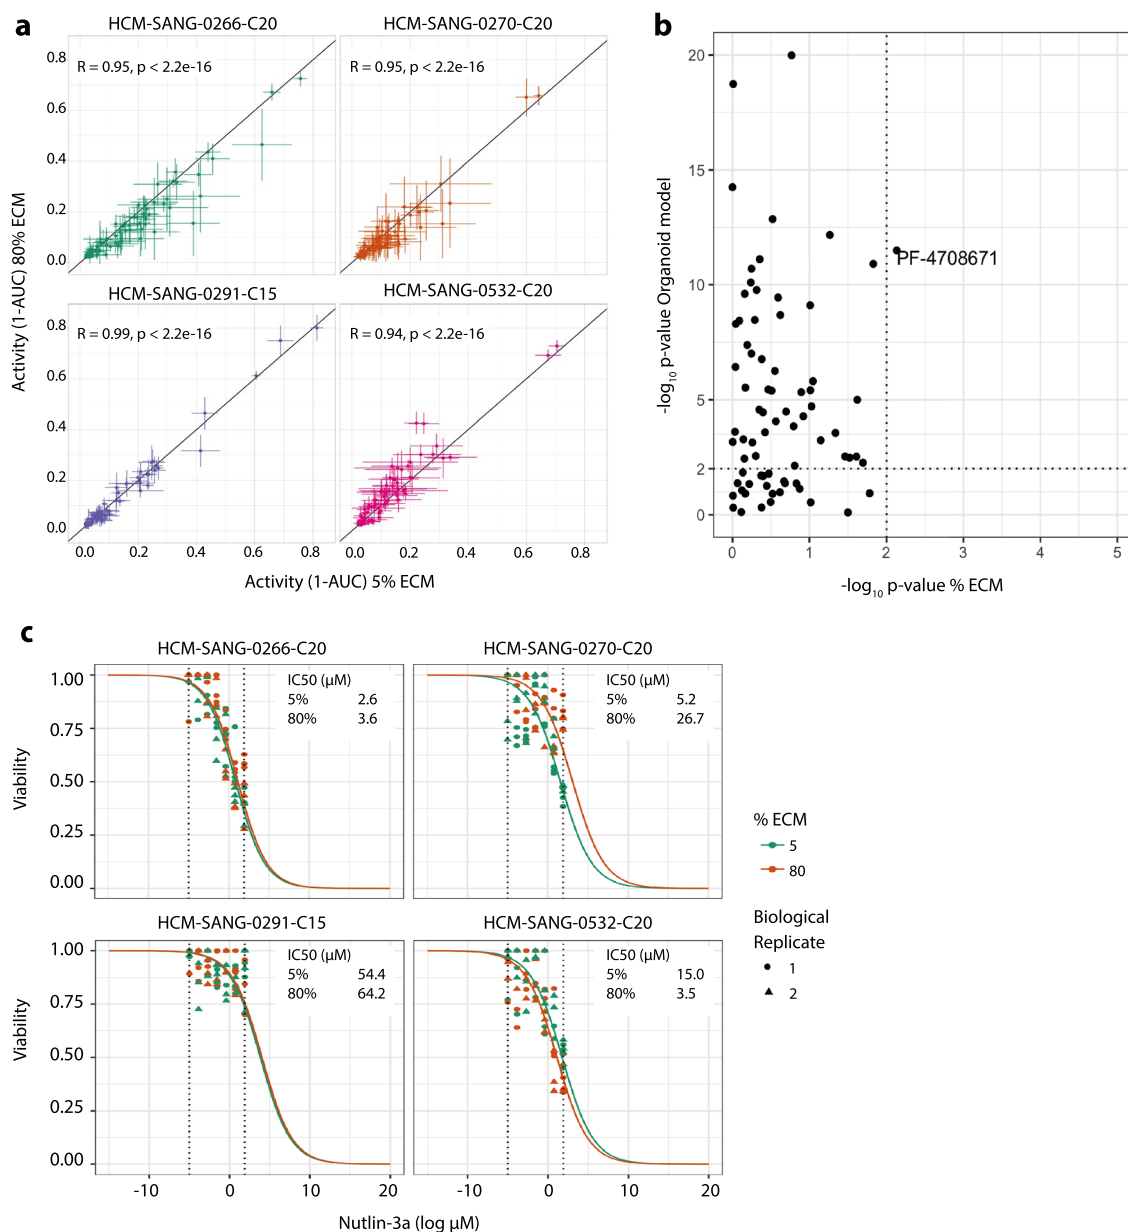 a
HCM-SANG-0266-C20
HCM-SANG-0270-C20
R = 0.95, p < 2.2e-16
R = 0.95, p < 2.2e-16
0.8
0.6
0.4
0.2
0.0
HCM-SANG-0291-C15
HCM-SANG-0532-C20
R = 0.99, p < 2.2e-16
R = 0.94, p < 2.2e-16
0.8
0.6
0.4
0.2
0.0
0.0 0.2 0.4 0.6 0.8
0.0 0.2 0.4 0.6 0.8
Activity (1-AUC) 80% ECM
Activity (1-AUC) 5% ECM
b
20
15
10
5
2
0
PF-4708671
0 1 2 3 4 5
-log10 p-value Organoid model
-log10 p-value % ECM
c
HCM-SANG-0266-C20
HCM-SANG-0270-C20
1.00
0.75
0.50
0.25
0.00
Viability
IC50 (μM)
5% 2.6
80% 3.6
IC50 (μM)
5% 5.2
80% 26.7
HCM-SANG-0291-C15
HCM-SANG-0532-C20
1.00
0.75
0.50
0.25
0.00
Viability
IC50 (μM)
5% 54.4
80% 64.2
IC50 (μM)
5% 15.0
80% 3.5
-10 0 10 20
-10 0 10 20
Nutlin-3a (log μM)
% ECM
5
80
Biological
Replicate
1
2